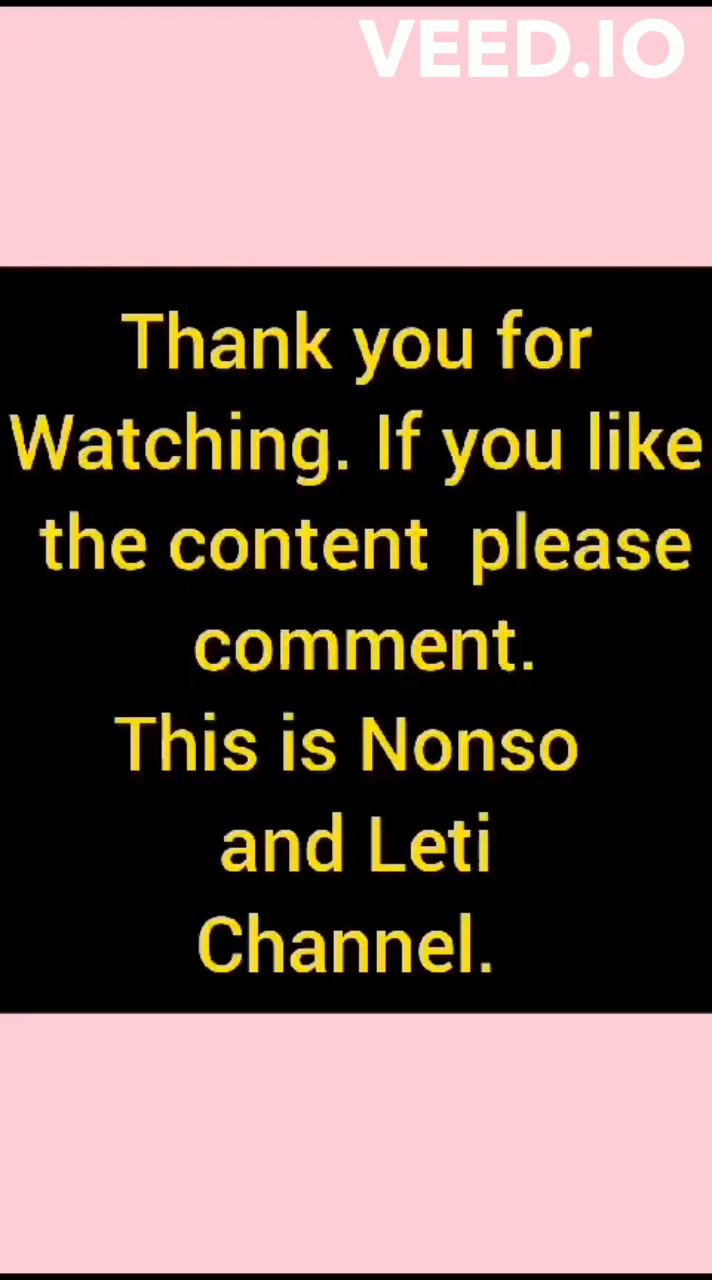 VEED.IO
Thank you for
Watching. If you like
the content  please
comment.
This is Nonso
and Leti
Channel.